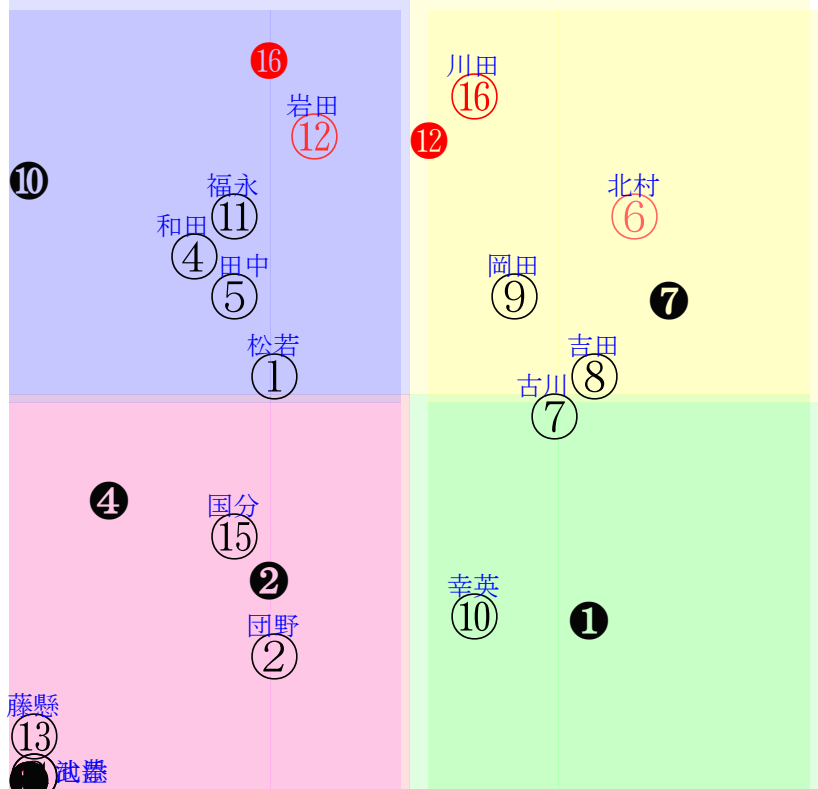 ⓰
川田
⑯
岩田
⑫
⓬
❿
福永
⑪
北村
⑥
和田
④
田中
⑤
岡田
⑨
❼
松若
①
吉田
⑧
古川
⑦
❹
国分
⑮
❷
幸英
⑩
❶
団野
②
藤懸
⑬